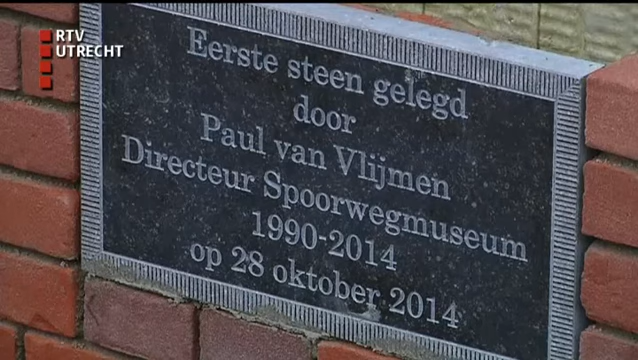 RTV
UTRECHT
Eerste steen gelegd
door
Paul van Vlijmen
Directeur Spoorwegmuseum
1990-2014
op 28 oktober 2014